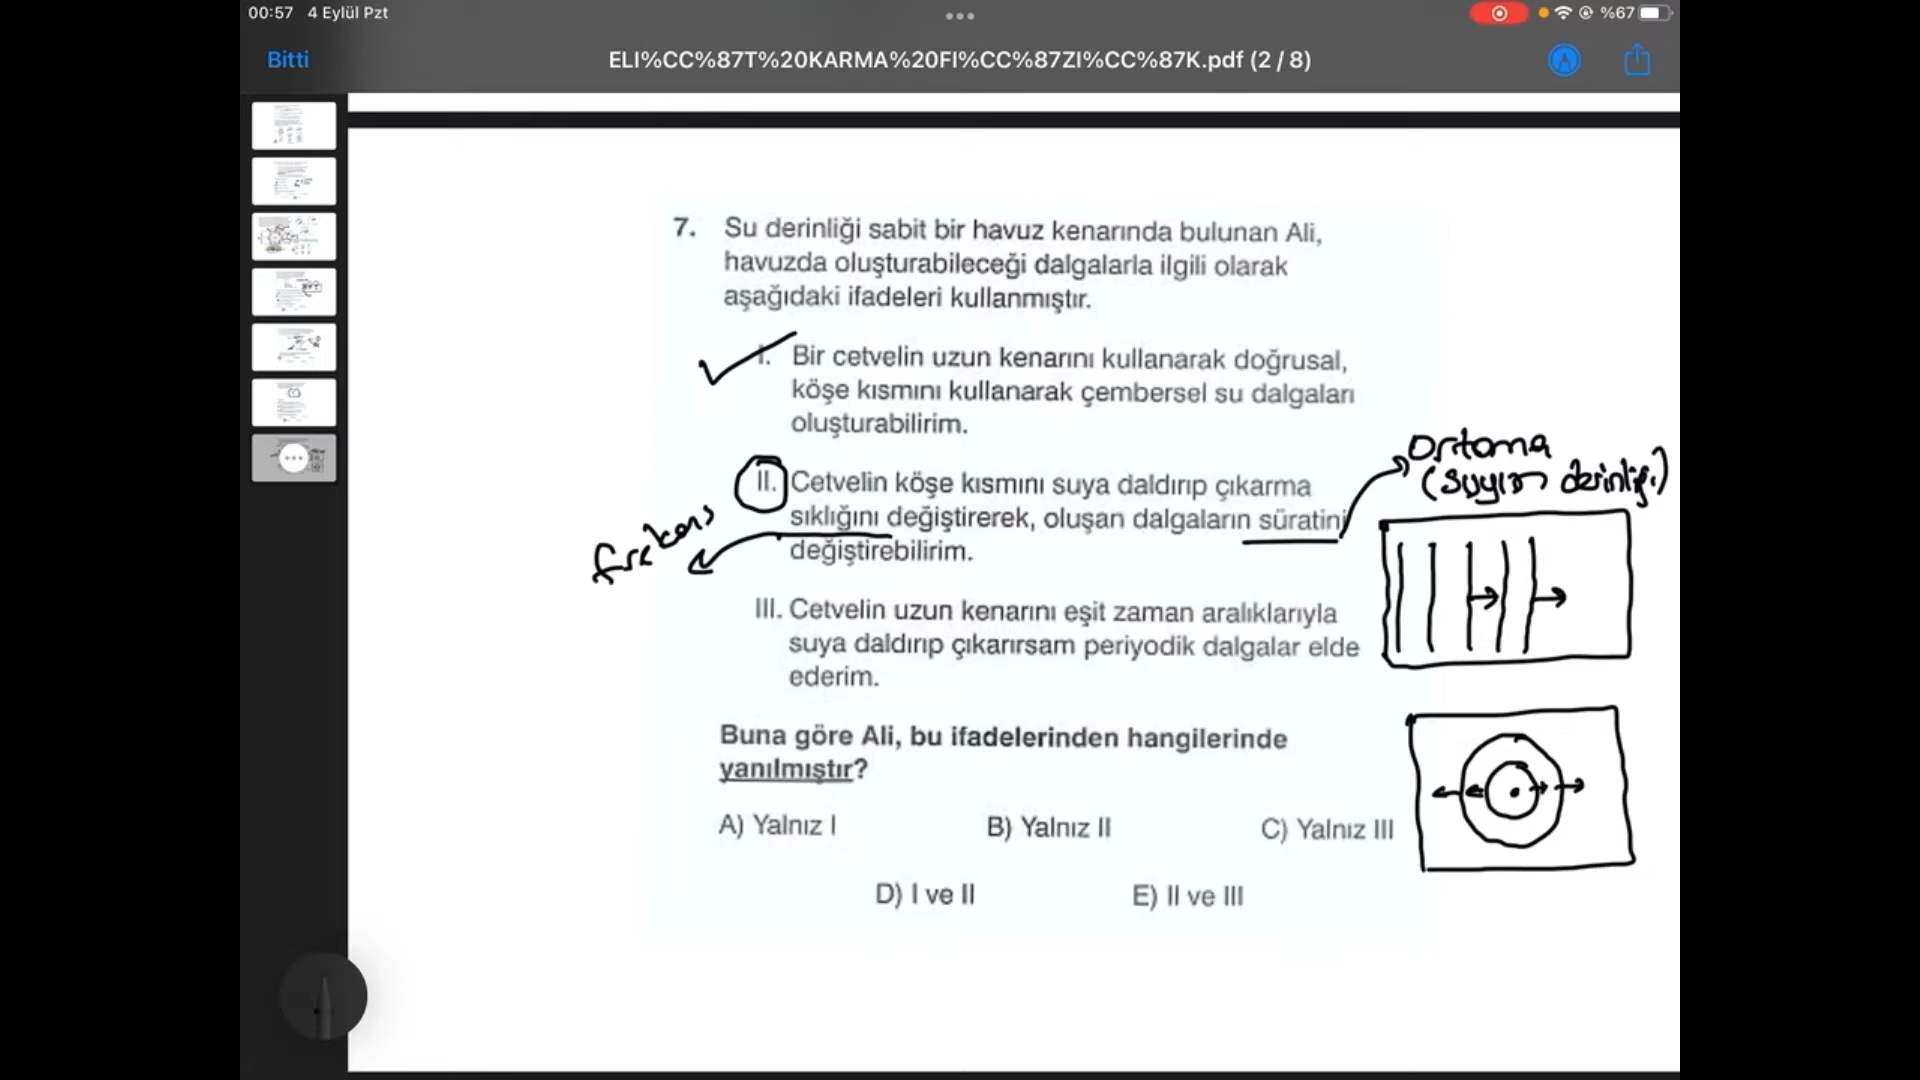 00:57 4 Eylül Pzt
%67
Bitti
ELI%CC%87T%20KARMA%20FI%CC%87ZI%CC%87K.pdf (2 / 8)
7. Su derinliği sabit bir havuz kenarında bulunan Ali,
havuzda oluşturabileceği dalgalarla ilgili olarak
aşağıdaki ifadeleri kullanmıştır.
I. Bir cetvelin uzun kenarını kullanarak doğrusal,
köşe kısmını kullanarak çembersel su dalgaları
oluşturabilirim.
ortama
(suyun derinliği)
II. Cetvelin köşe kısmını suya daldırıp çıkarma
sıklığını değiştirerek, oluşan dalgaların süratini
değiştirebilirim.
frekans
III. Cetvelin uzun kenarını eşit zaman aralıklarıyla
suya daldırıp çıkarırsam periyodik dalgalar elde
ederim.
Buna göre Ali, bu ifadelerinden hangilerinde
yanılmıştır?
A) Yalnız I B) Yalnız II C) Yalnız III
D) I ve II E) II ve III